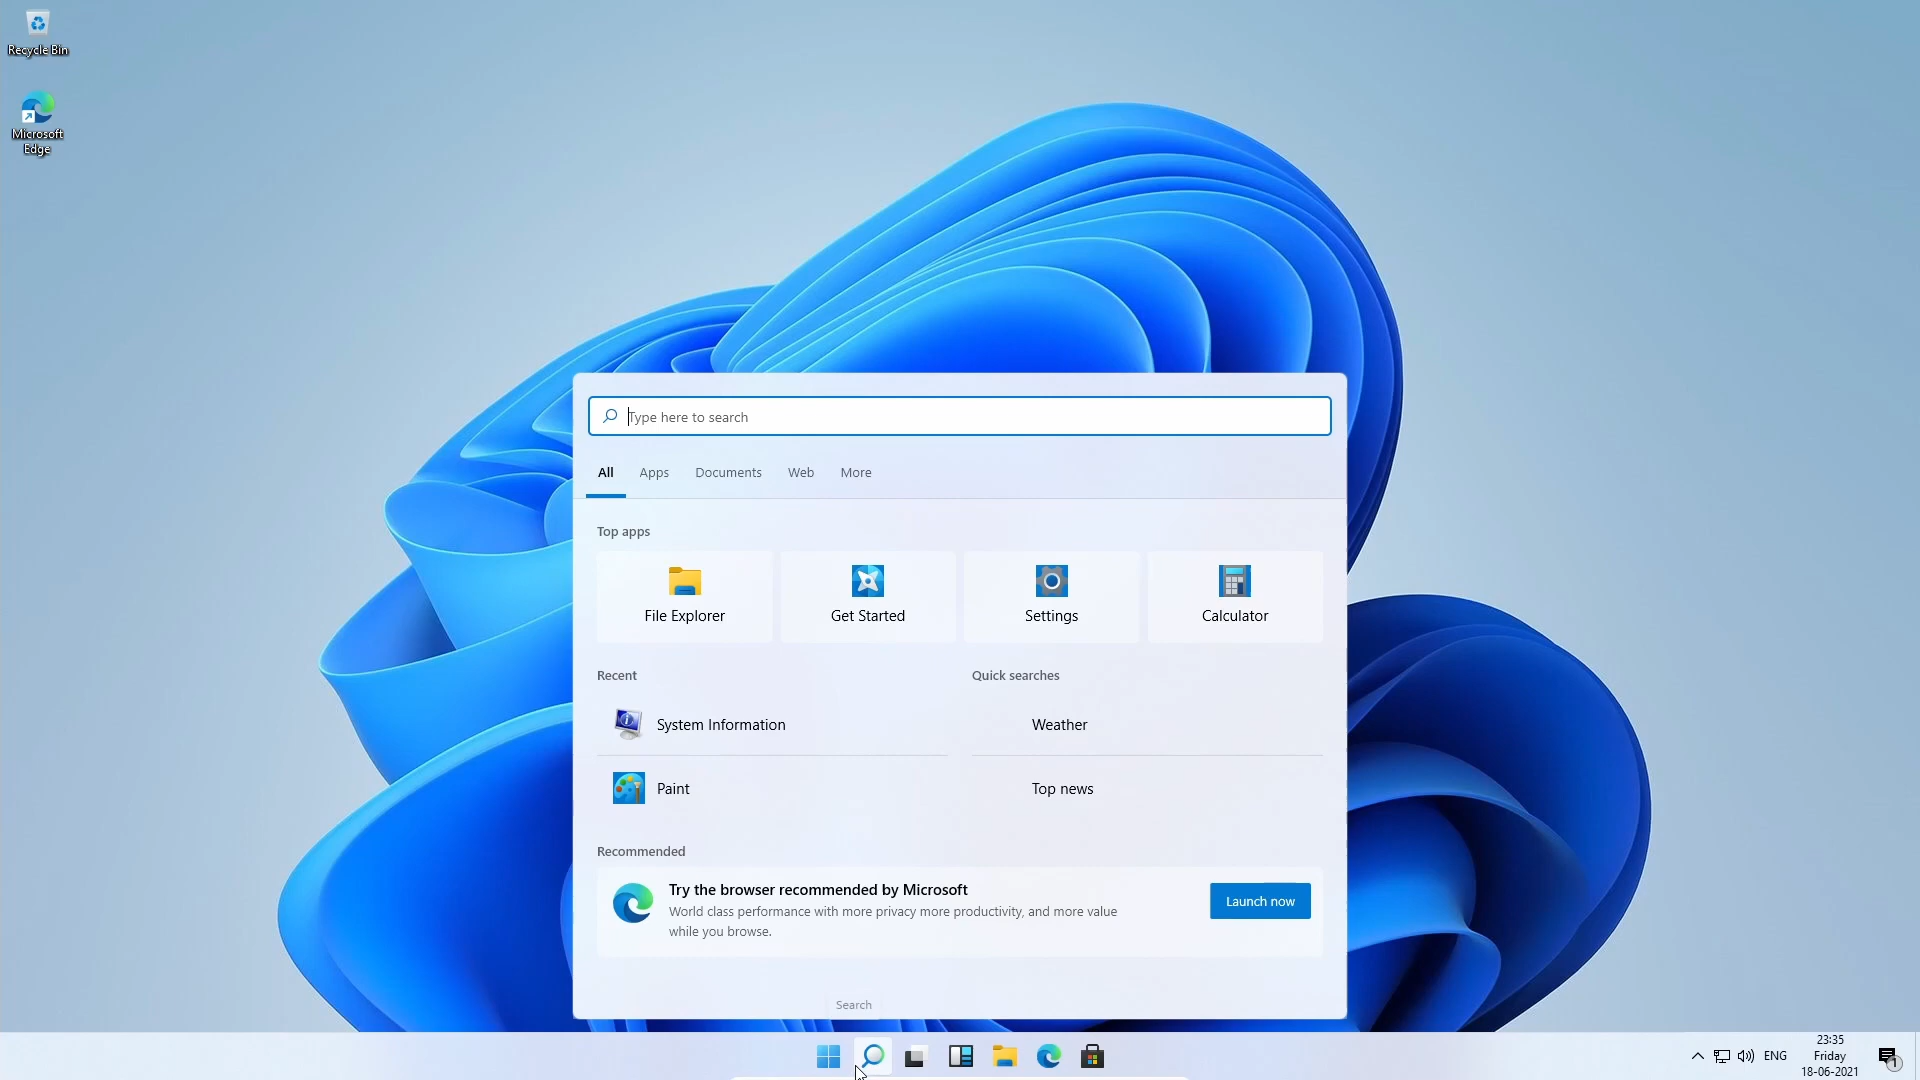 Recycle Bin
Microsoft
Edge
Type here to search
All Apps Documents Web More
Top apps
File Explorer Get Started Settings Calculator
Recent Quick searches
System Information Weather
Paint Top news
Recommended
Try the browser recommended by Microsoft
World class performance with more privacy more productivity, and more value
while you browse.
Launch now
Search
23:35
ENG Friday 1
18-06-2021